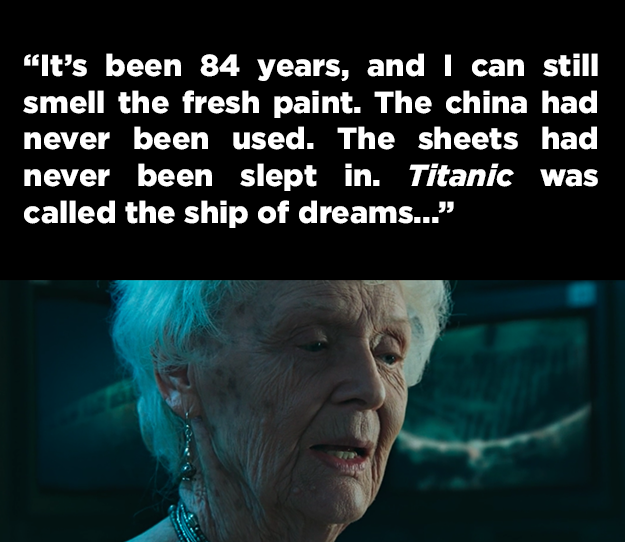 “It’s been 84 years, and I can still
smell the fresh paint. The china had
never been used. The sheets had
never been slept in. Titanic was
called the ship of dreams...”